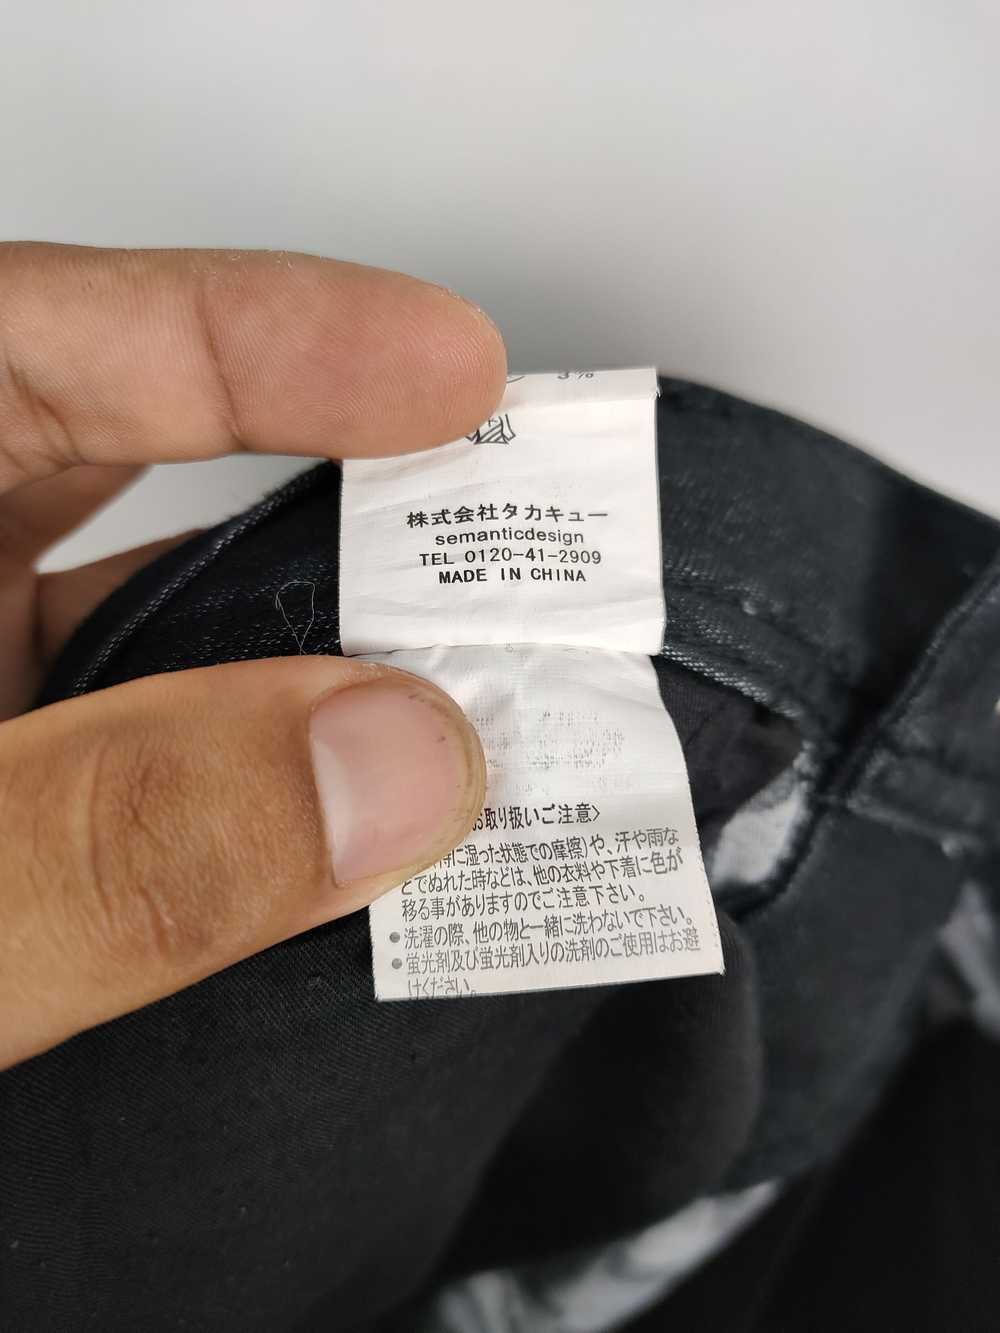 3%
株式会社タカキュー
semanticdesign
TEL 0120-41-2909
MADE IN CHINA
お取り扱いご注意〉
に湿った状態での摩擦)や、汗や雨な
どでぬれた時などは、他の衣料や下着に色が
移る事がありますのでご注意下さい。
●洗濯の際、他の物と一緒に洗わないで下さい。
●蛍光剤及び蛍光剤入りの洗剤のご使用はお避
けください。